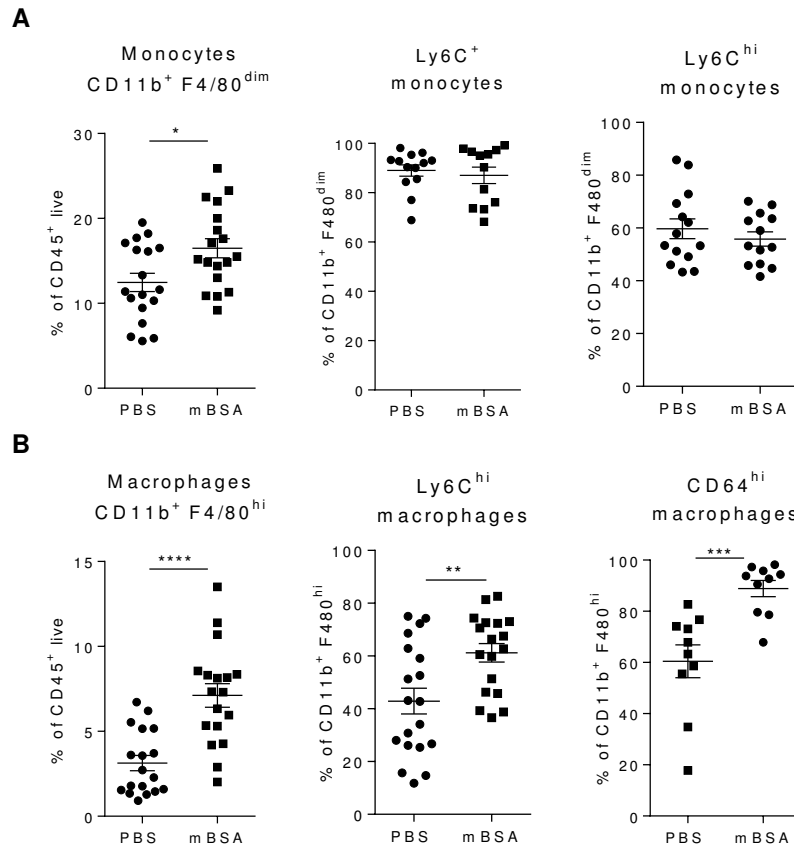 A
Monocytes
CD11b⁺ F4/80ᵈⁱᵐ
% of CD45⁺ live
30
20
10
0
*
PBS
mBSA
Ly6C⁺
monocytes
% of CD11b⁺ F480ᵈⁱᵐ
100
80
60
40
20
0
PBS
mBSA
Ly6Cʰⁱ
monocytes
% of CD11b⁺ F480ᵈⁱᵐ
100
80
60
40
20
0
PBS
mBSA
B
Macrophages
CD11b⁺ F4/80ʰⁱ
% of CD45⁺ live
15
10
5
0
****
PBS
mBSA
Ly6Cʰⁱ
macrophages
% of CD11b⁺ F480ʰⁱ
100
80
60
40
20
0
**
PBS
mBSA
CD64ʰⁱ
macrophages
% of CD11b⁺ F480ʰⁱ
100
80
60
40
20
0
***
PBS
mBSA